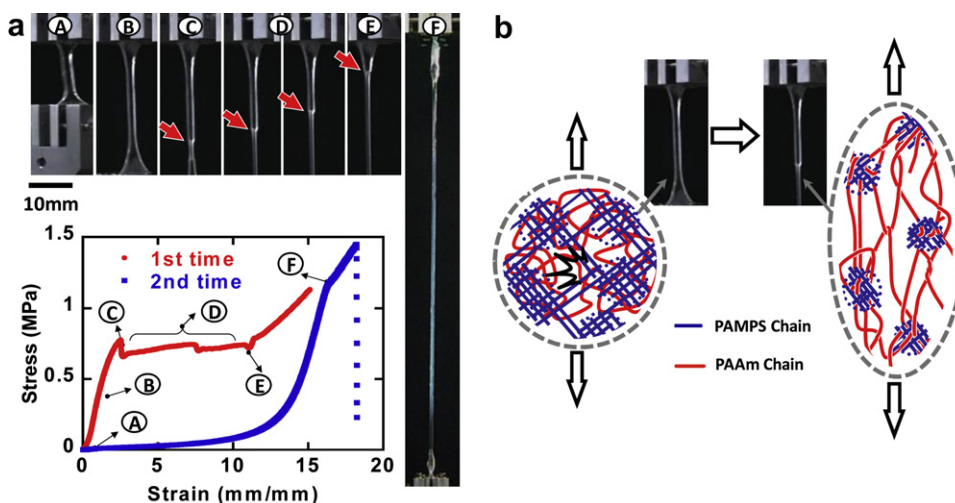 a
A
B
C
D
E
F
10mm
1st time
2nd time
Stress (MPa)
1.5
1
0.5
0
0 5 10 15 20
Strain (mm/mm)
A
B
C
D
E
F
b
PAMPS Chain
PAAm Chain